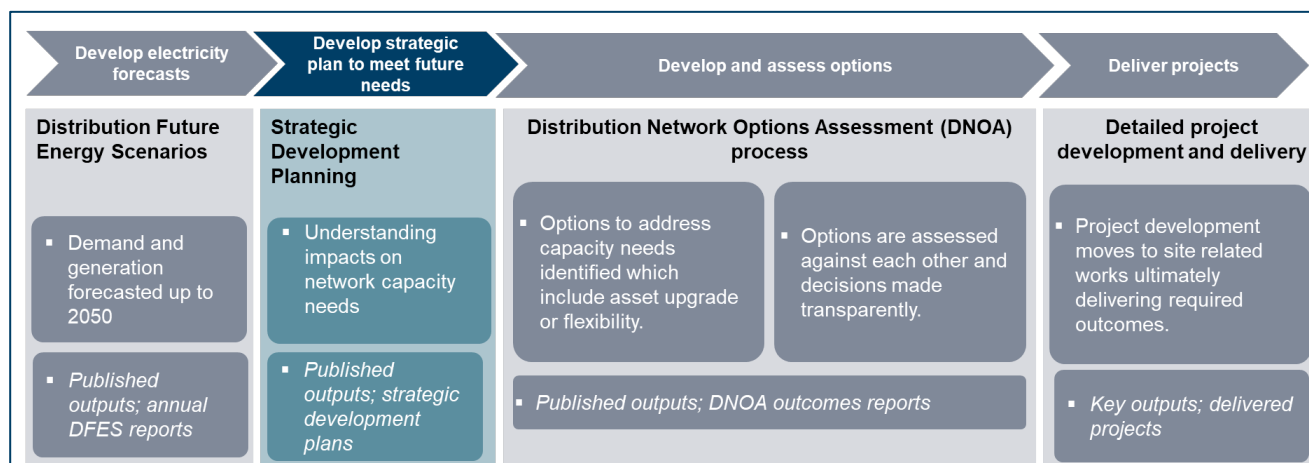 Develop electricity
forecasts
Develop strategic
plan to meet future
needs
Develop and assess options
Deliver projects
Distribution Future
Energy Scenarios
▪ Demand and
generation
forecasted up to
2050
▪ Published
outputs; annual
DFES reports
Strategic
Development
Planning
▪ Understanding
impacts on
network capacity
needs
▪ Published
outputs; strategic
development
plans
Distribution Network Options Assessment (DNOA)
process
▪ Options to address
capacity needs
identified which
include asset upgrade
or flexibility.
▪ Options are assessed
against each other and
decisions made
transparently.
▪ Published outputs; DNOA outcomes reports
Detailed project
development and delivery
▪ Project development
moves to site related
works ultimately
delivering required
outcomes.
▪ Key outputs; delivered
projects